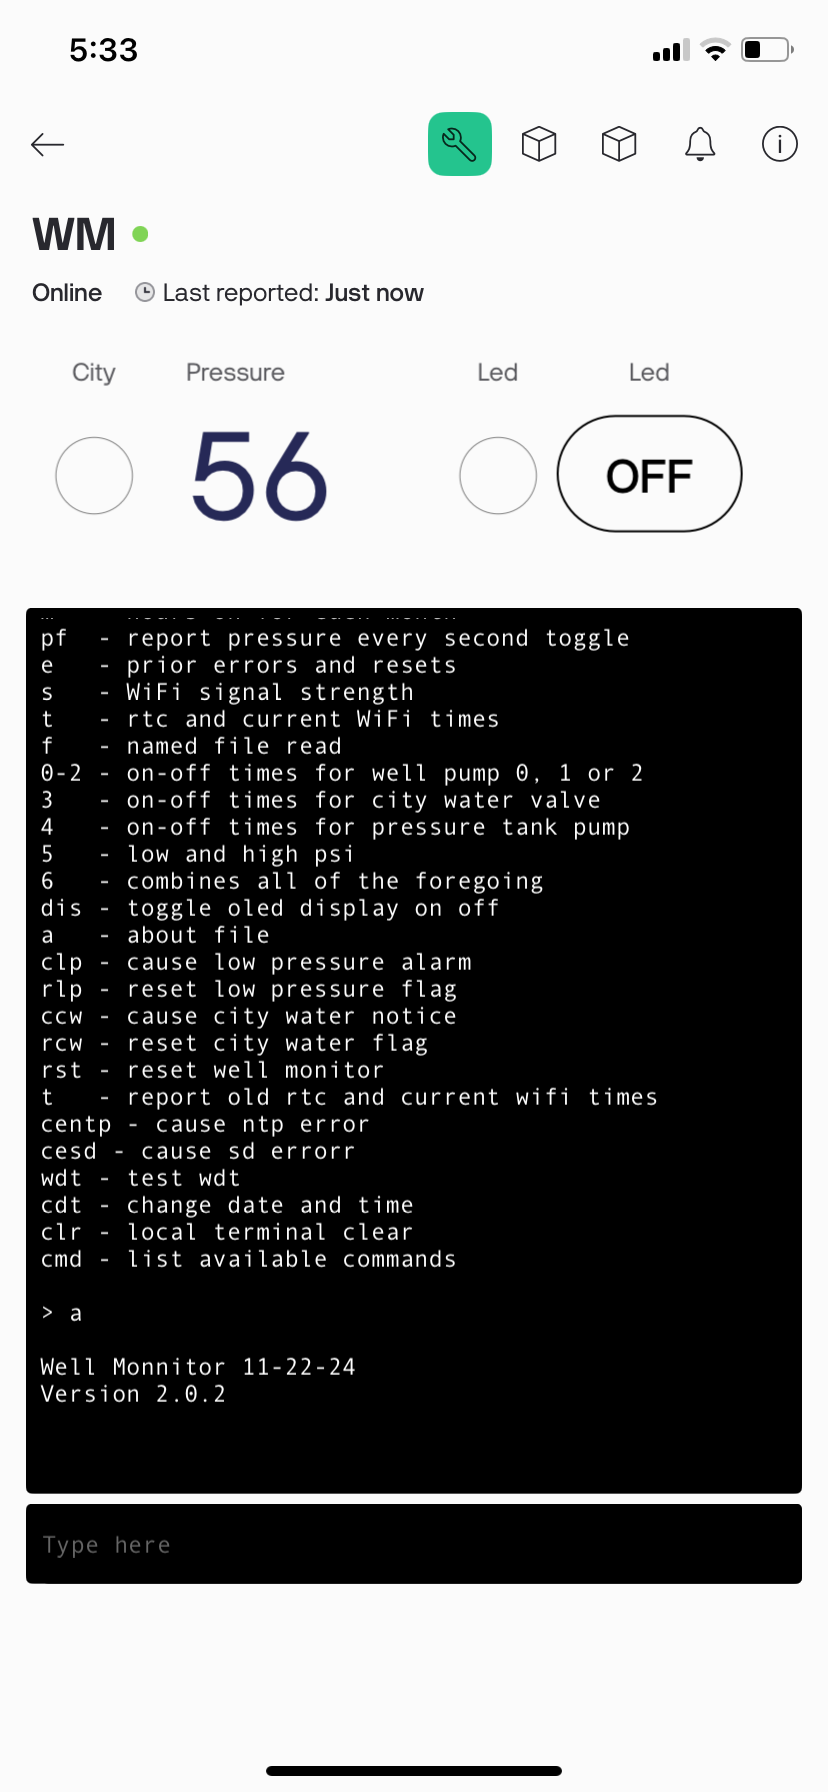 5:33
WM
Online Last reported: Just now
City Pressure Led Led
56 OFF
pf - report pressure every second toggle
e - prior errors and resets
s - WiFi signal strength
t - rtc and current WiFi times
f - named file read
0-2 - on-off times for well pump 0, 1 or 2
3 - on-off times for city water valve
4 - on-off times for pressure tank pump
5 - low and high psi
6 - combines all of the foregoing
dis - toggle oled display on off
a - about file
clp - cause low pressure alarm
rlp - reset low pressure flag
ccw - cause city water notice
rcw - reset city water flag
rst - reset well monitor
t - report old rtc and current wifi times
centp - cause ntp error
cesd - cause sd errorr
wdt - test wdt
cdt - change date and time
clr - local terminal clear
cmd - list available commands
> a
Well Monnitor 11-22-24
Version 2.0.2
Type here